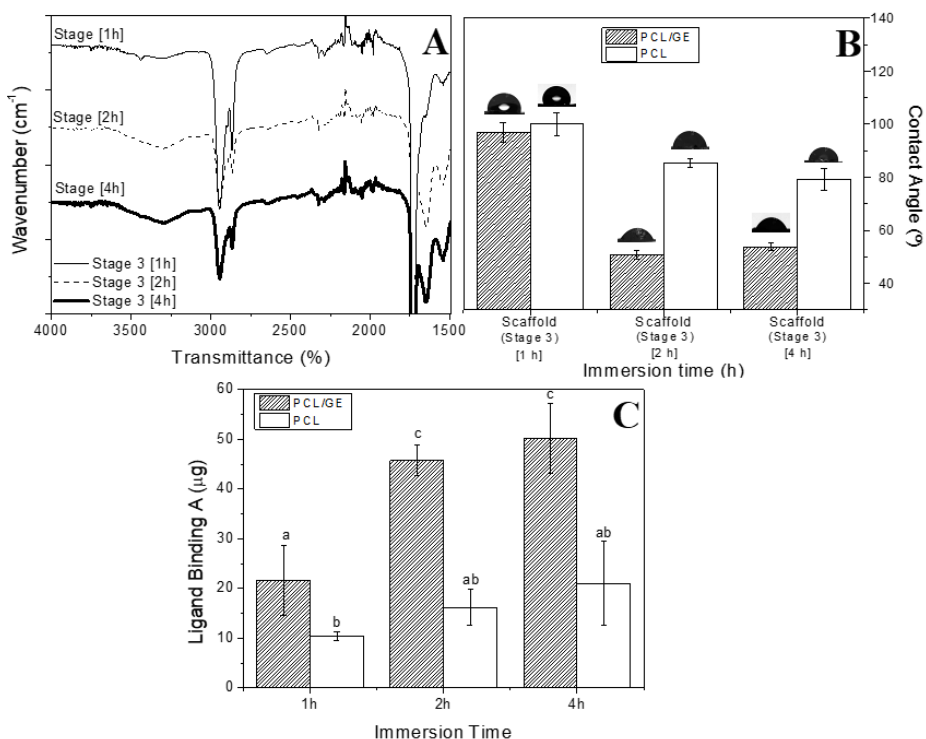 A
Stage [1h]
Stage [2h]
Stage [4h]
Stage 3 [1h]
Stage 3 [2h]
Stage 3 [4h]
Wavenumber (cm⁻¹)
4000
3500
3000
2500
2000
1500
Transmittance (%)
B
PCL/GE
PCL
140
120
100
80
60
40
Contact Angle (º)
Scaffold
(Stage 3)
[1 h]
Scaffold
(Stage 3)
[2 h]
Scaffold
(Stage 3)
[4 h]
Immersion time (h)
C
PCL/GE
PCL
Ligand Binding A (µg)
60
50
40
30
20
10
0
a
b
c
ab
c
ab
1h
2h
4h
Immersion Time